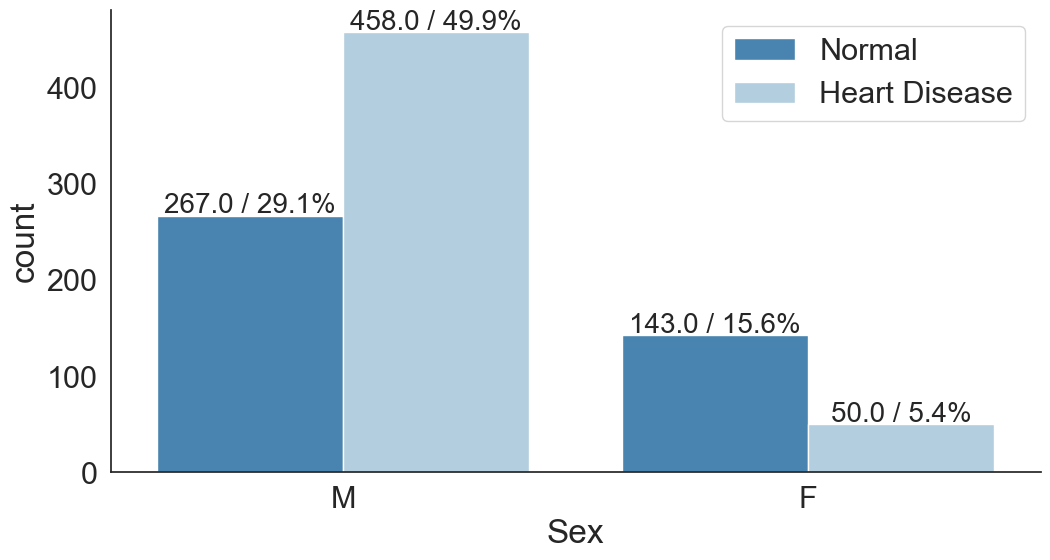 458.0 / 49.9%
Normal
Heart Disease
400
300
267.0 / 29.1%
count
200
143.0 / 15.6%
100
50.0 / 5.4%
0
M
F
Sex